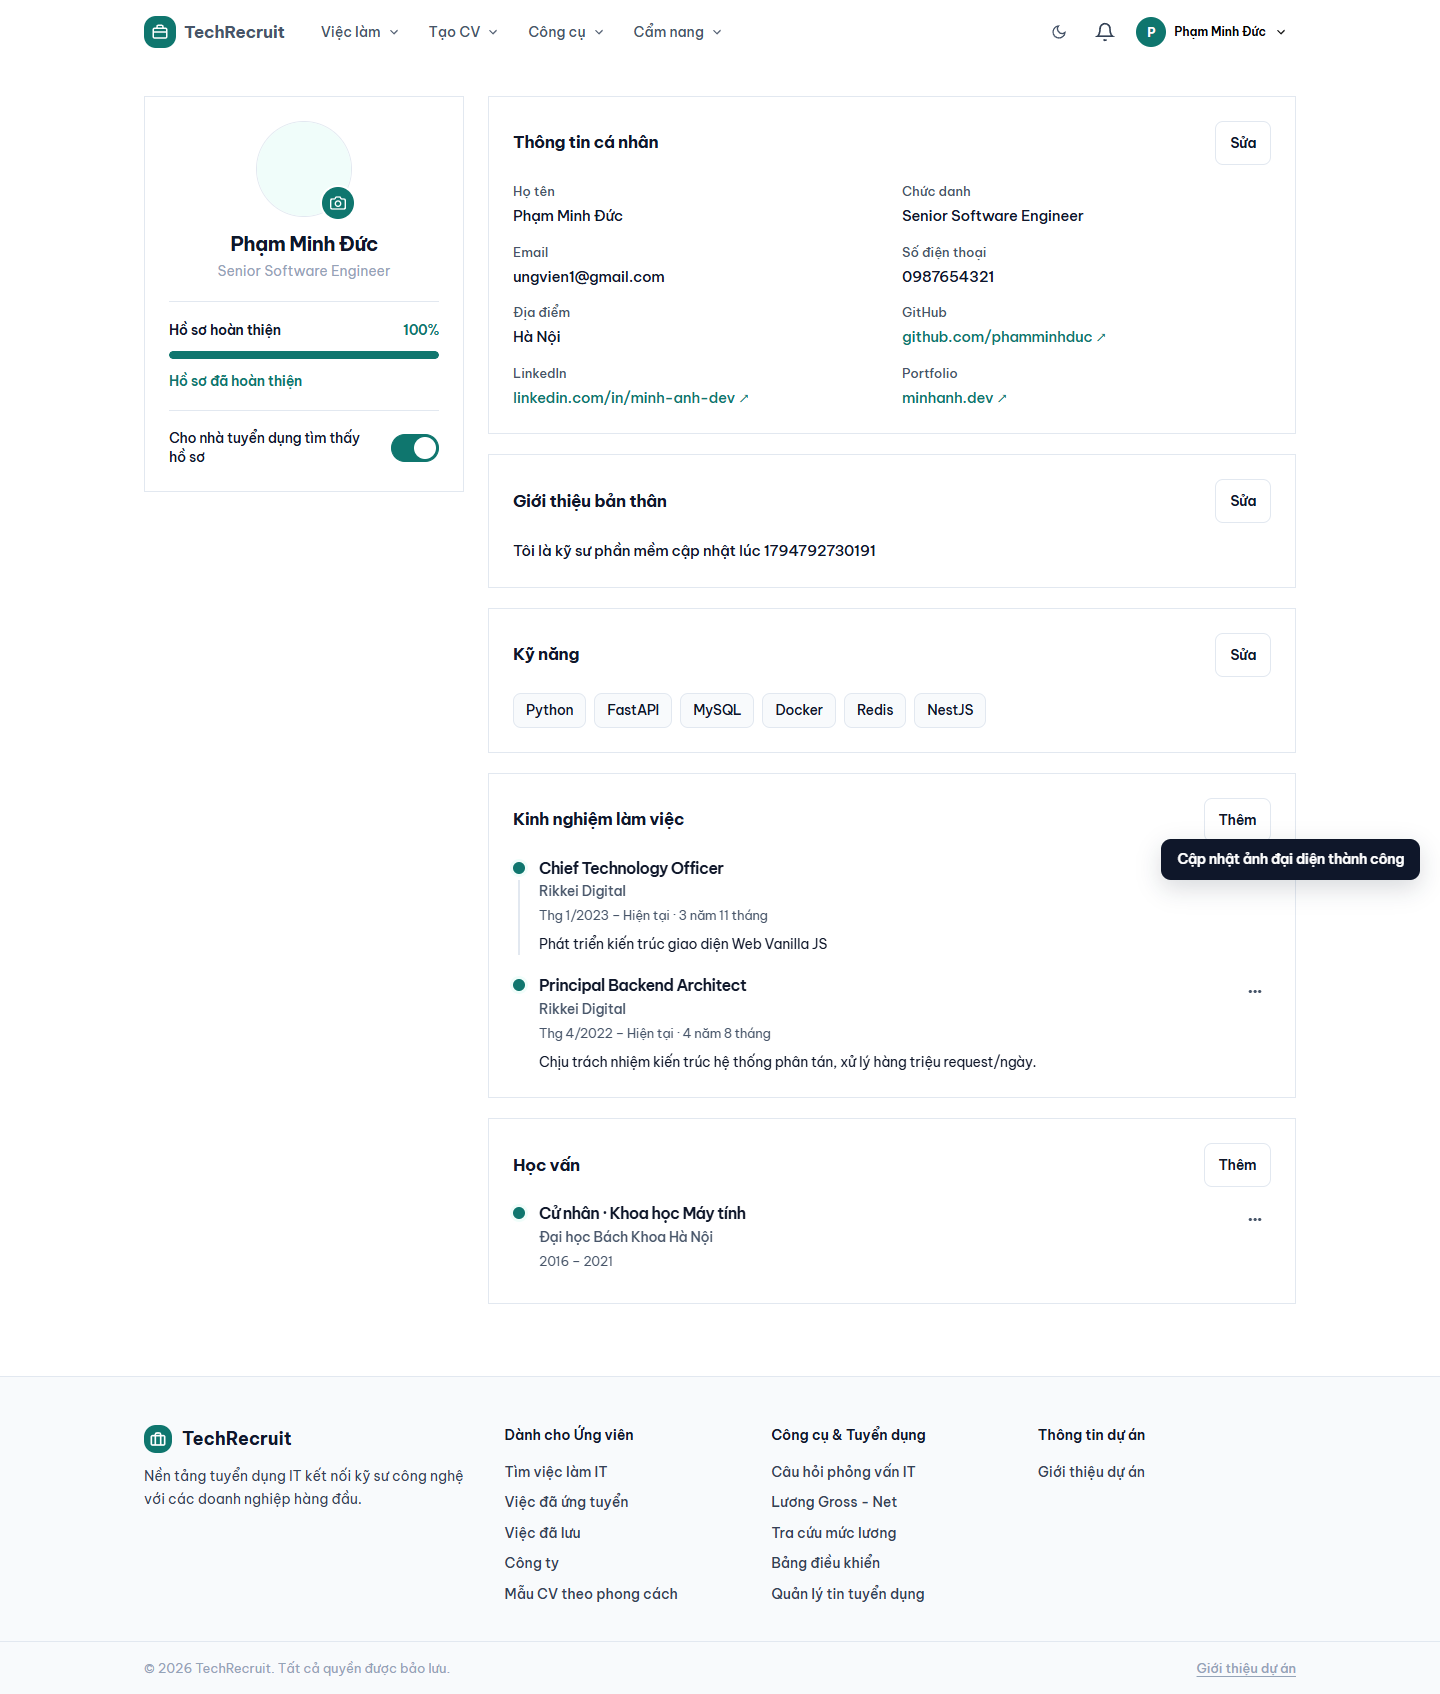 TechRecruit
Việc làm
Tạo CV
Công cụ
Cẩm nang
P
Phạm Minh Đức
Phạm Minh Đức
Senior Software Engineer
Hồ sơ hoàn thiện
100%
Hồ sơ đã hoàn thiện
Cho nhà tuyển dụng tìm thấy
hồ sơ
Thông tin cá nhân
Sửa
Họ tên
Phạm Minh Đức
Chức danh
Senior Software Engineer
Email
ungvien1@gmail.com
Số điện thoại
0987654321
Địa điểm
Hà Nội
GitHub
github.com/phamminhduc ↗
LinkedIn
linkedin.com/in/minh-anh-dev ↗
Portfolio
minhanh.dev ↗
Giới thiệu bản thân
Sửa
Tôi là kỹ sư phần mềm cập nhật lúc 1794792730191
Kỹ năng
Sửa
Python
FastAPI
MySQL
Docker
Redis
NestJS
Kinh nghiệm làm việc
Thêm
Cập nhật ảnh đại diện thành công
Chief Technology Officer
Rikkei Digital
Thg 1/2023 – Hiện tại · 3 năm 11 tháng
Phát triển kiến trúc giao diện Web Vanilla JS
Principal Backend Architect
Rikkei Digital
Thg 4/2022 – Hiện tại · 4 năm 8 tháng
Chịu trách nhiệm kiến trúc hệ thống phân tán, xử lý hàng triệu request/ngày.
Học vấn
Thêm
Cử nhân · Khoa học Máy tính
Đại học Bách Khoa Hà Nội
2016 – 2021
TechRecruit
Nền tảng tuyển dụng IT kết nối kỹ sư công nghệ
với các doanh nghiệp hàng đầu.
Dành cho Ứng viên
Tìm việc làm IT
Việc đã ứng tuyển
Việc đã lưu
Công ty
Mẫu CV theo phong cách
Công cụ & Tuyển dụng
Câu hỏi phỏng vấn IT
Lương Gross - Net
Tra cứu mức lương
Bảng điều khiển
Quản lý tin tuyển dụng
Thông tin dự án
Giới thiệu dự án
© 2026 TechRecruit. Tất cả quyền được bảo lưu.
Giới thiệu dự án